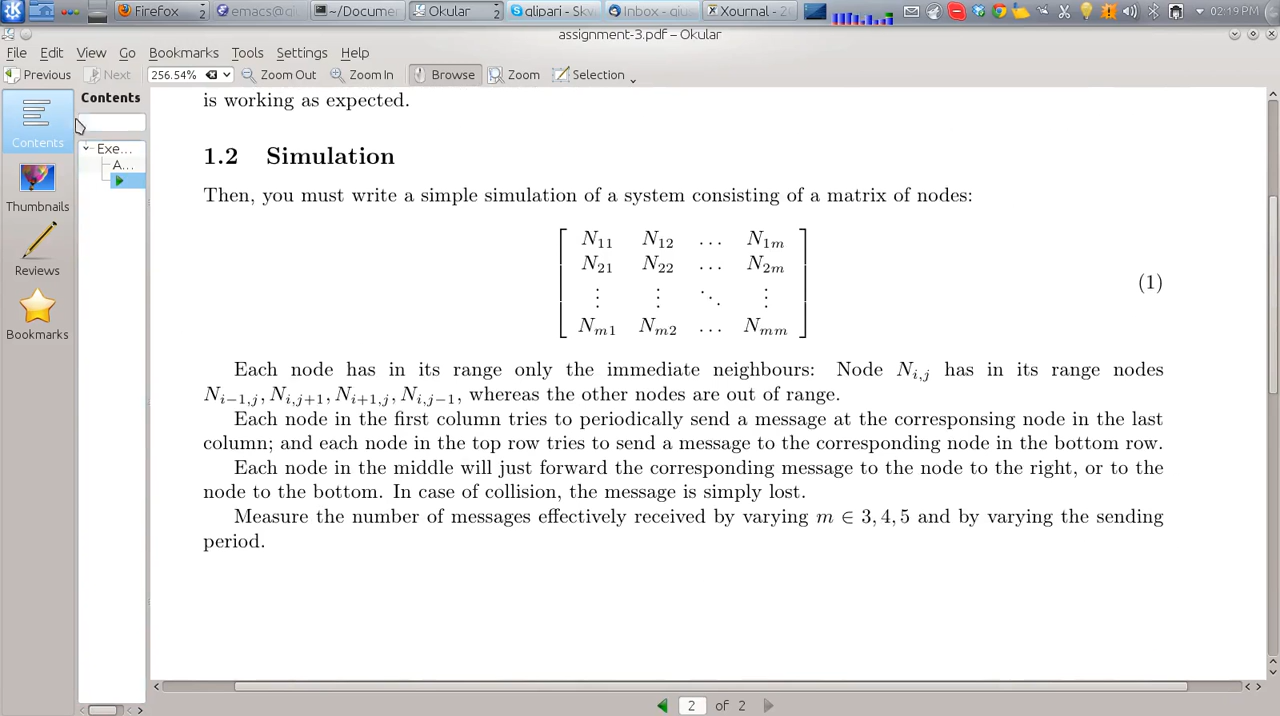 Firefox 2 emacs@gl ~/Docume Okular 2 glipari - Sky Inbox - gius Xournal - 2 02:19 PM
assignment-3.pdf – Okular
File Edit View Go Bookmarks Tools Settings Help
Previous Next 256.54% Zoom Out Zoom In Browse Zoom Selection
Contents
Contents
Exe...
A...
Thumbnails
Reviews
Bookmarks
is working as expected.
1.2 Simulation
Then, you must write a simple simulation of a system consisting of a matrix of nodes:
N11 N12 ... N1m
N21 N22 ... N2m
⋮ ⋮ ⋱ ⋮
Nm1 Nm2 ... Nmm
(1)
Each node has in its range only the immediate neighbours: Node Ni,j has in its range nodes
Ni−1,j, Ni,j+1, Ni+1,j, Ni,j−1, whereas the other nodes are out of range.
Each node in the first column tries to periodically send a message at the corresponsing node in the last
column; and each node in the top row tries to send a message to the corresponding node in the bottom row.
Each node in the middle will just forward the corresponding message to the node to the right, or to the
node to the bottom. In case of collision, the message is simply lost.
Measure the number of messages effectively received by varying m ∈ 3, 4, 5 and by varying the sending
period.
2 of 2